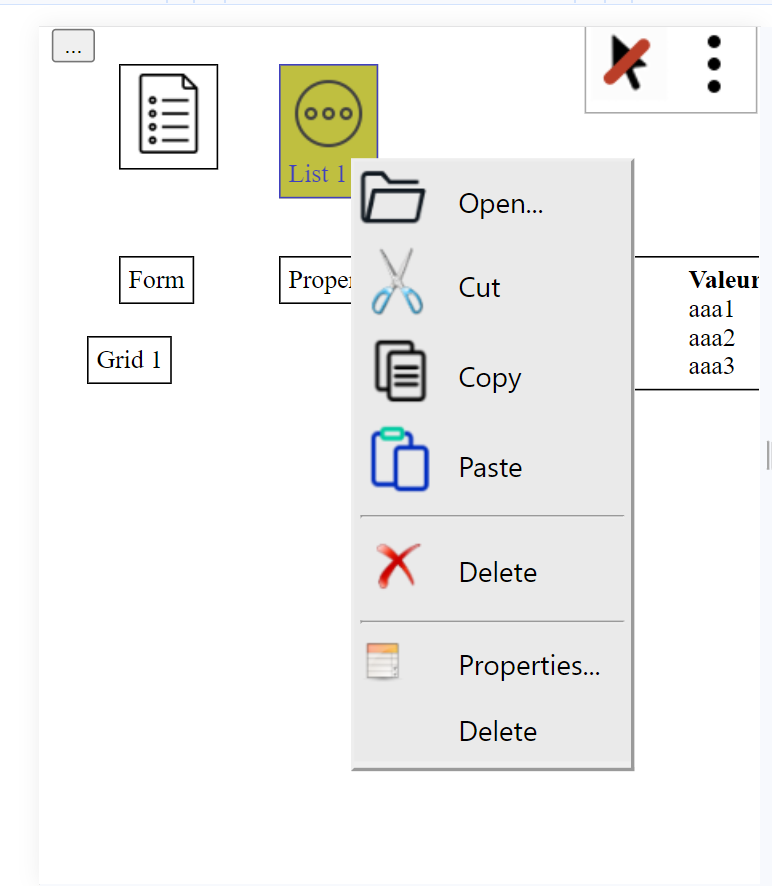 ...
List 1
Open...
Form
Proper
Cut
Valeur
aaa1
aaa2
aaa3
Grid 1
Copy
Paste
Delete
Properties...
Delete